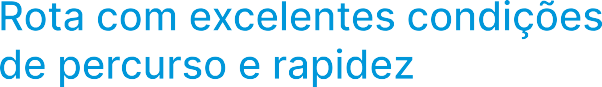 Rota com excelentes condições
de percurso e rapidez